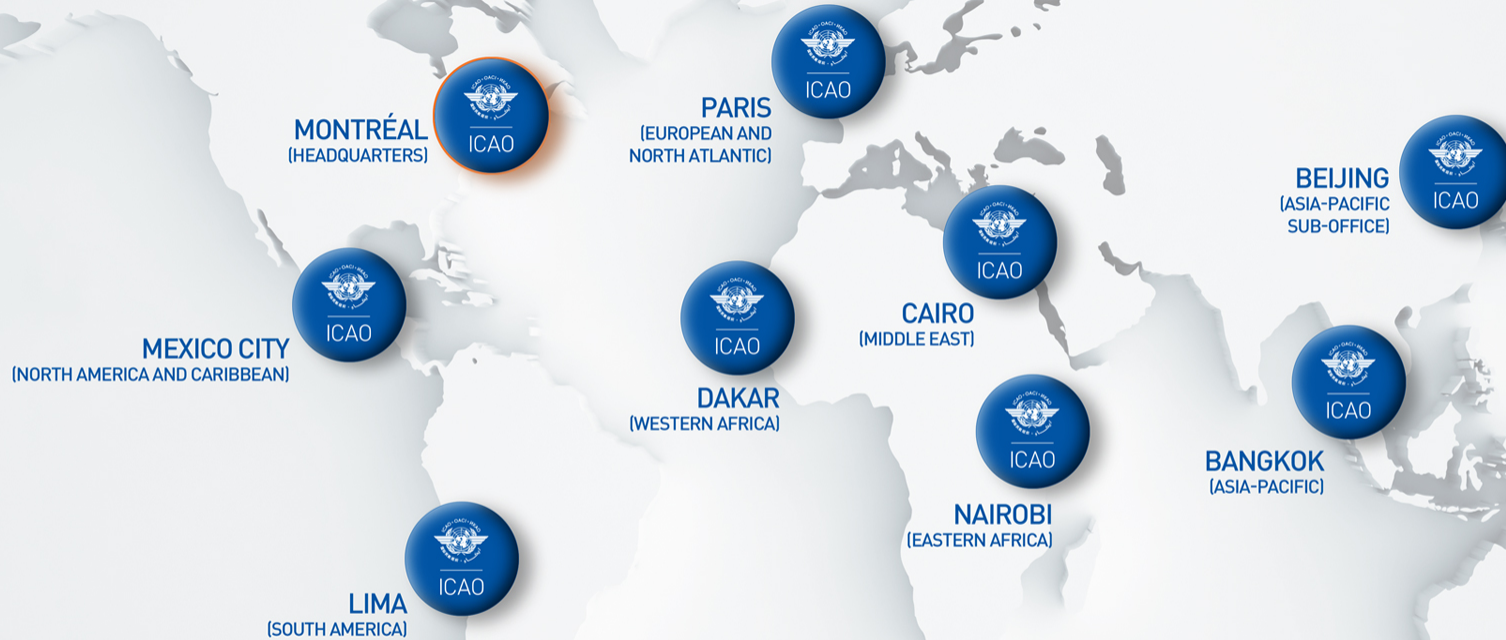 ICAO
MONTRÉAL
(HEADQUARTERS)
ICAO
PARIS
(EUROPEAN AND
NORTH ATLANTIC)
ICAO
BEIJING
(ASIA-PACIFIC
SUB-OFFICE)
ICAO
CAIRO
(MIDDLE EAST)
ICAO
MEXICO CITY
(NORTH AMERICA AND CARIBBEAN)
ICAO
DAKAR
(WESTERN AFRICA)
ICAO
BANGKOK
(ASIA-PACIFIC)
ICAO
NAIROBI
(EASTERN AFRICA)
ICAO
LIMA
(SOUTH AMERICA)